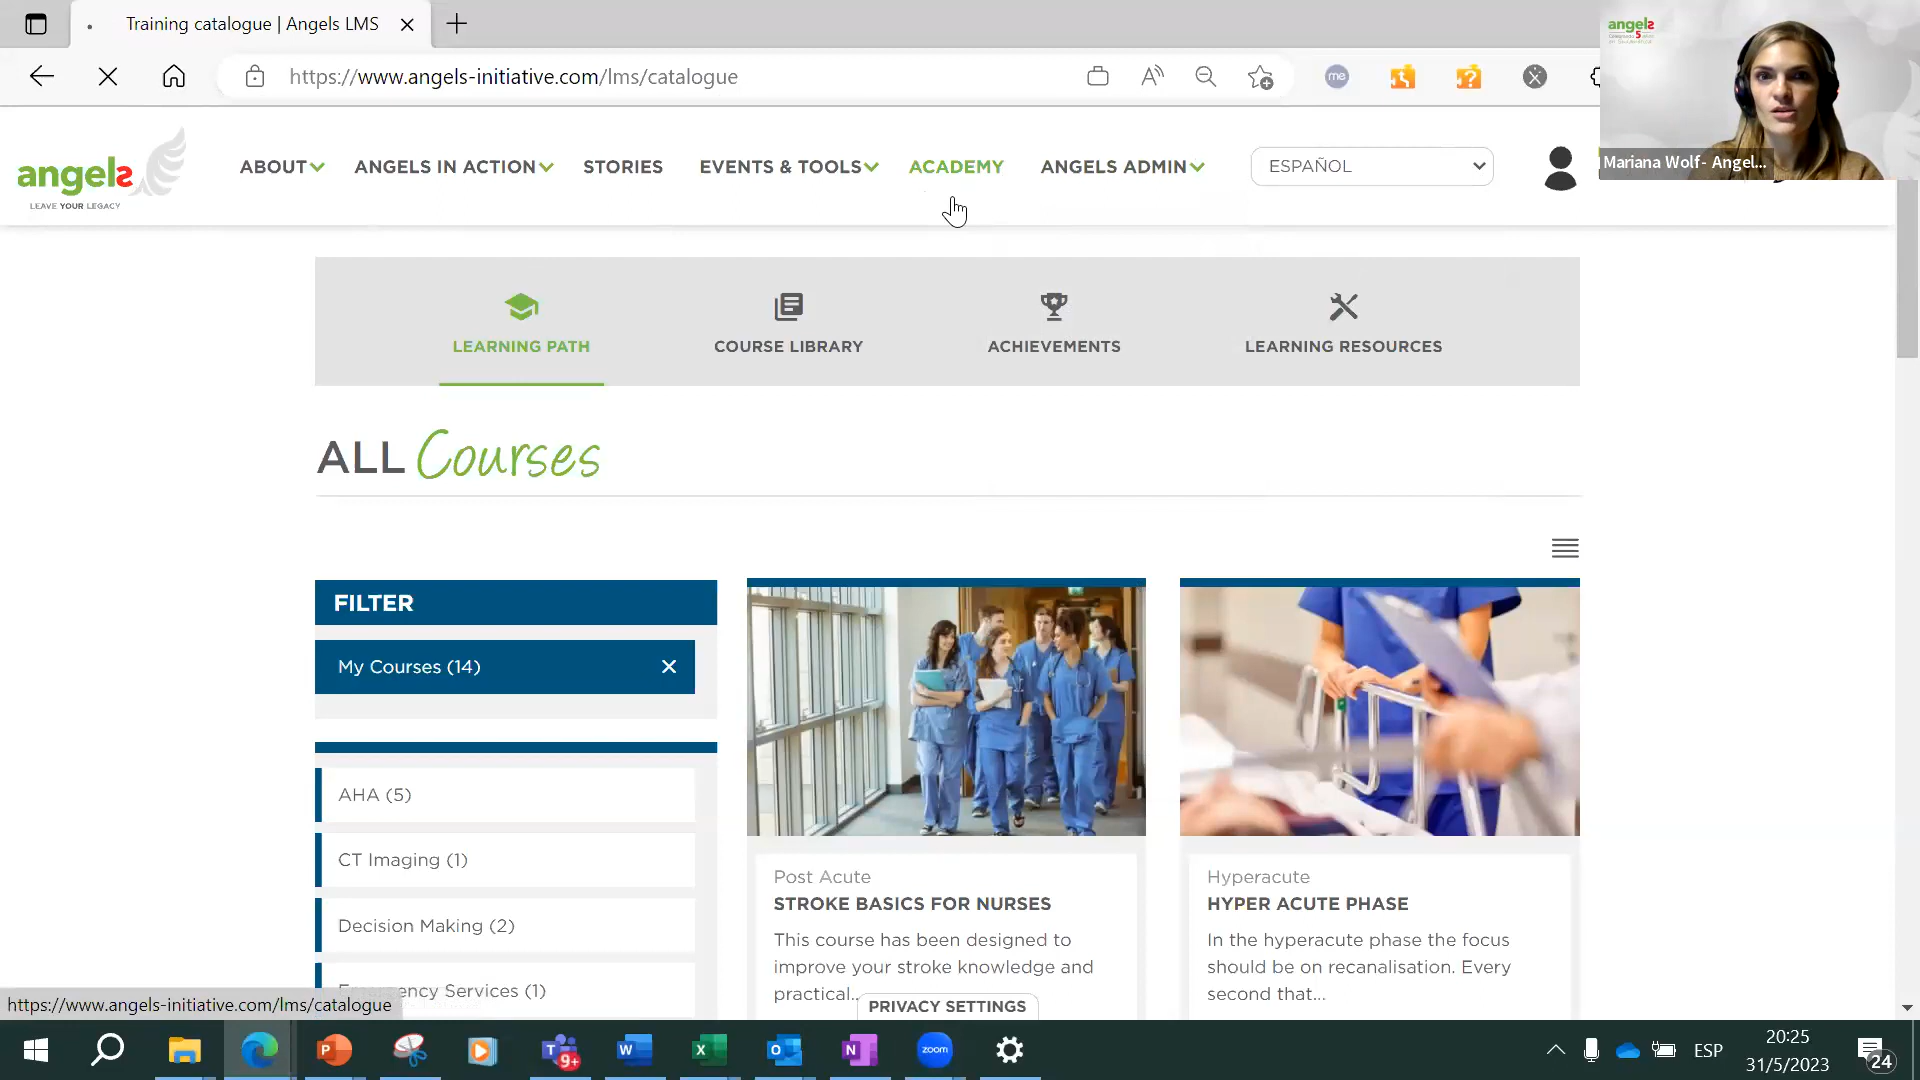 Training catalogue | Angels LMS
https://www.angels-initiative.com/lms/catalogue
me
angels
Mariana Wolf- Angel...
angels
LEAVE YOUR LEGACY
ABOUT
ANGELS IN ACTION
STORIES
EVENTS & TOOLS
ACADEMY
ANGELS ADMIN
ESPAÑOL
LEARNING PATH
COURSE LIBRARY
ACHIEVEMENTS
LEARNING RESOURCES
ALL Courses
FILTER
My Courses (14)
AHA (5)
CT Imaging (1)
Decision Making (2)
Emergency Services (1)
Post Acute
STROKE BASICS FOR NURSES
This course has been designed to
improve your stroke knowledge and
practical...
Hyperacute
HYPER ACUTE PHASE
In the hyperacute phase the focus
should be on recanalisation. Every
second that...
PRIVACY SETTINGS
https://www.angels-initiative.com/lms/catalogue
zoom
9+
ESP
20:25
31/5/2023
24